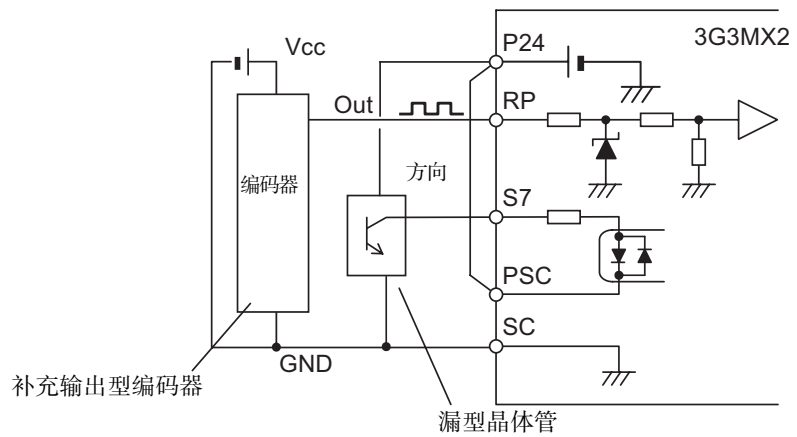 3G3MX2
P24
Vcc
Out
RP
编码器
方向
S7
PSC
SC
GND
补充输出型编码器
漏型晶体管